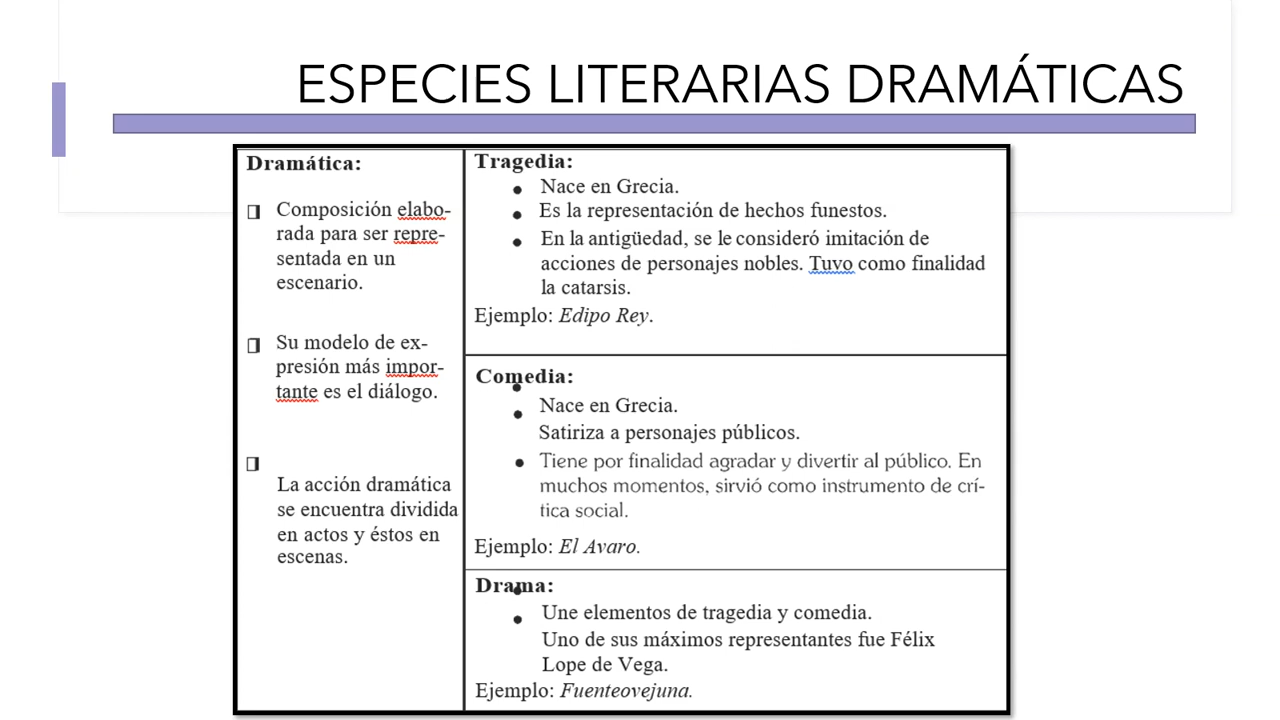 ESPECIES LITERARIAS DRAMÁTICAS
Dramática:
Composición elabo-
rada para ser repre-
sentada en un
escenario.
Su modelo de ex-
presión más impor-
tante es el diálogo.
La acción dramática
se encuentra dividida
en actos y éstos en
escenas.
Tragedia:
• Nace en Grecia.
• Es la representación de hechos funestos.
• En la antigüedad, se le consideró imitación de
acciones de personajes nobles. Tuvo como finalidad
la catarsis.
Ejemplo: Edipo Rey.
Comedia:
• Nace en Grecia.
Satiriza a personajes públicos.
• Tiene por finalidad agradar y divertir al público. En
muchos momentos, sirvió como instrumento de crí-
tica social.
Ejemplo: El Avaro.
Drama:
• Une elementos de tragedia y comedia.
Uno de sus máximos representantes fue Félix
Lope de Vega.
Ejemplo: Fuenteovejuna.